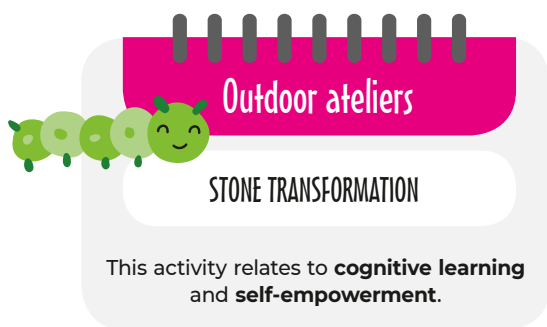 Outdoor ateliers
STONE TRANSFORMATION
This activity relates to cognitive learning
and self-empowerment.